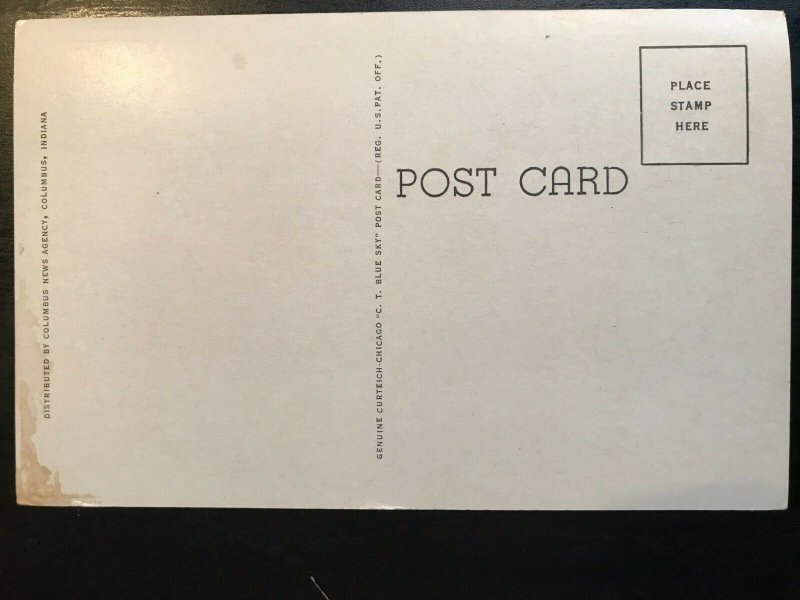 DISTRIBUTED BY COLUMBUS NEWS AGENCY, COLUMBUS, INDIANA
GENUINE CURTEICH-CHICAGO "C. T. BLUE SKY" POST CARD—(REG. U.S.PAT. OFF.)
POST CARD
PLACE
STAMP
HERE